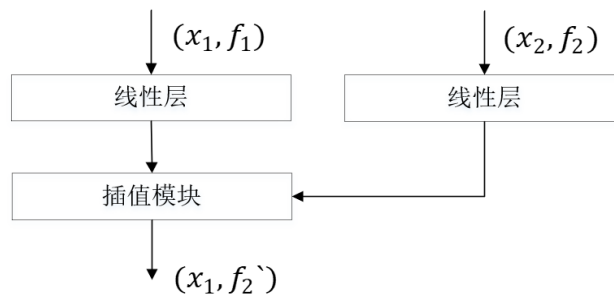 (x₁, f₁)
(x₂, f₂)
线性层
线性层
插值模块
(x₁, f₂`)